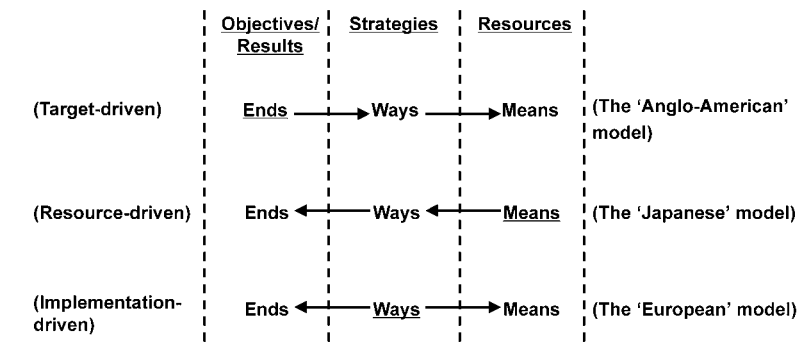 Objectives/ Strategies Resources
Results
(Target-driven) Ends Ways Means (The ‘Anglo-American’
model)
(Resource-driven) Ends Ways Means (The ‘Japanese’ model)
(Implementation-
driven) Ends Ways Means (The ‘European’ model)